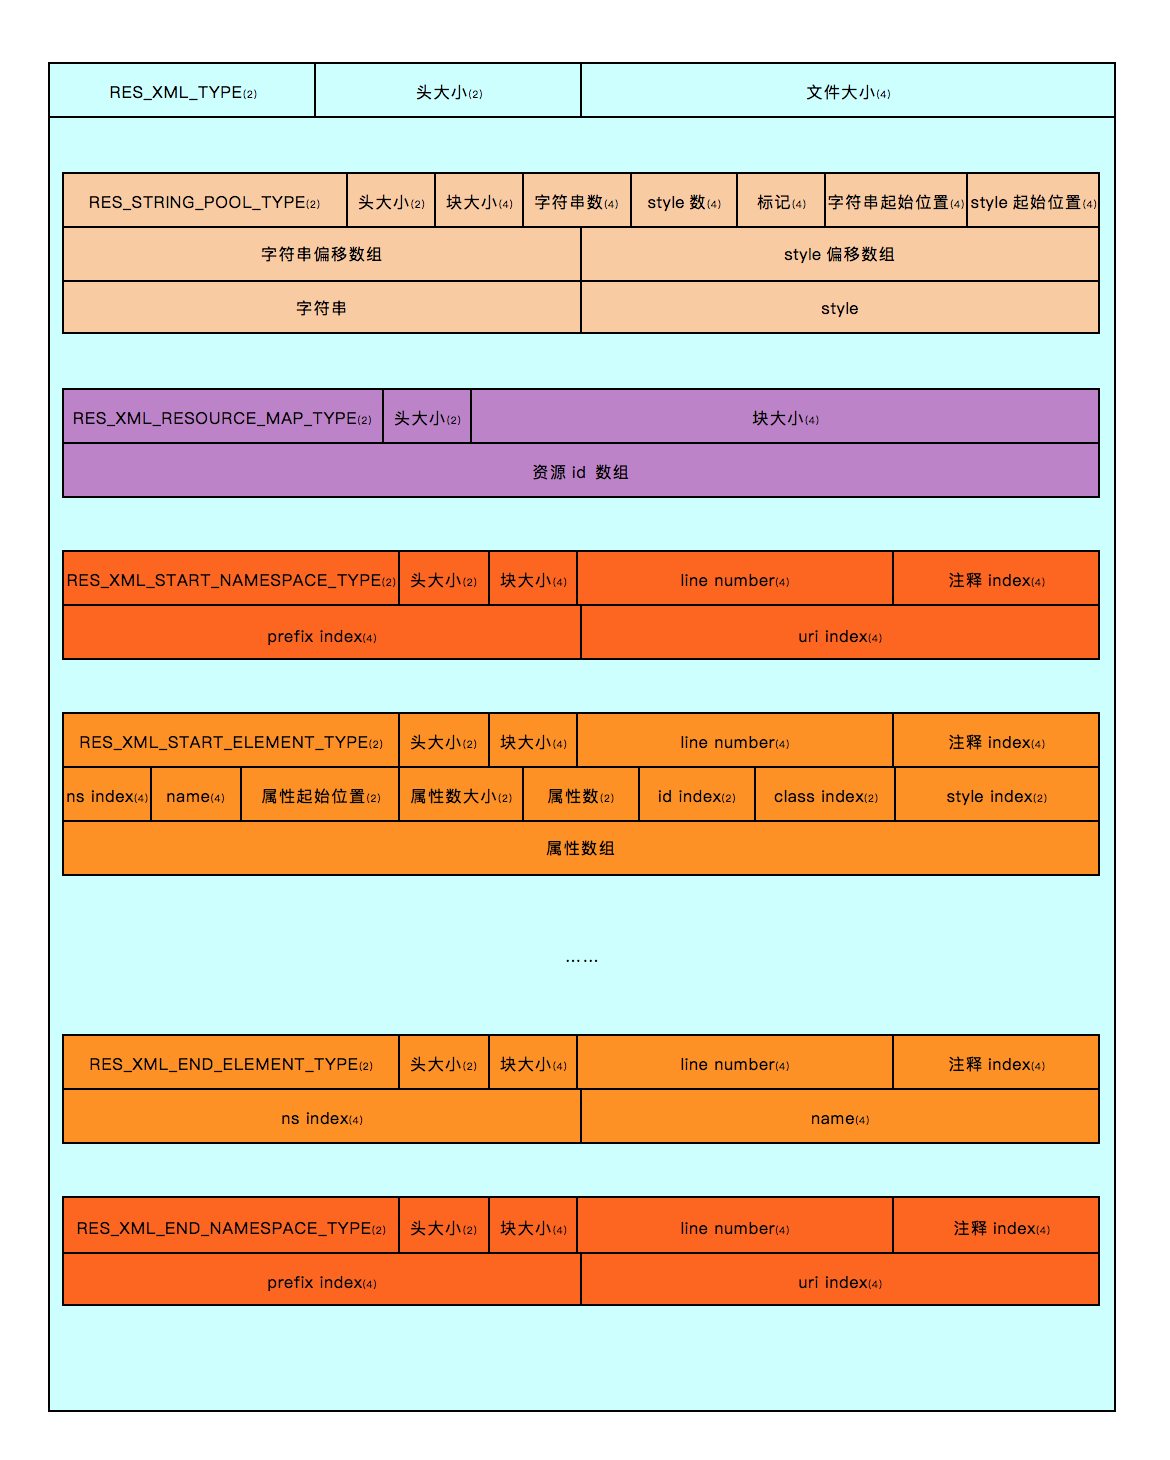 RES_XML_TYPE(2) 头大小(2) 文件大小(4)
RES_STRING_POOL_TYPE(2) 头大小(2) 块大小(4) 字符串数(4) style 数(4) 标记(4) 字符串起始位置(4) style 起始位置(4)
字符串偏移数组 style 偏移数组
字符串 style
RES_XML_RESOURCE_MAP_TYPE(2) 头大小(2) 块大小(4)
资源 id 数组
RES_XML_START_NAMESPACE_TYPE(2) 头大小(2) 块大小(4) line number(4) 注释 index(4)
prefix index(4) uri index(4)
RES_XML_START_ELEMENT_TYPE(2) 头大小(2) 块大小(4) line number(4) 注释 index(4)
ns index(4) name(4) 属性起始位置(2) 属性数大小(2) 属性数(2) id index(2) class index(2) style index(2)
属性数组
……
RES_XML_END_ELEMENT_TYPE(2) 头大小(2) 块大小(4) line number(4) 注释 index(4)
ns index(4) name(4)
RES_XML_END_NAMESPACE_TYPE(2) 头大小(2) 块大小(4) line number(4) 注释 index(4)
prefix index(4) uri index(4)